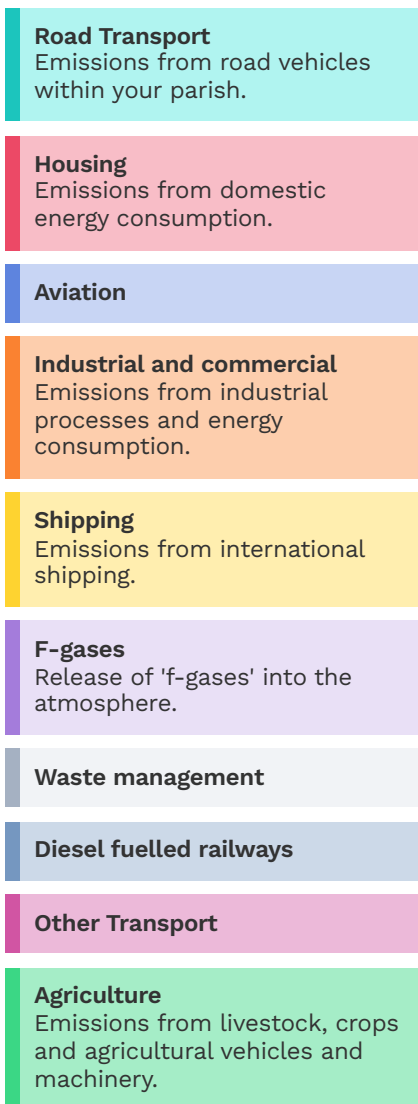 Road Transport
Emissions from road vehicles
within your parish.
Housing
Emissions from domestic
energy consumption.
Aviation
Industrial and commercial
Emissions from industrial
processes and energy
consumption.
Shipping
Emissions from international
shipping.
F-gases
Release of 'f-gases' into the
atmosphere.
Waste management
Diesel fuelled railways
Other Transport
Agriculture
Emissions from livestock, crops
and agricultural vehicles and
machinery.